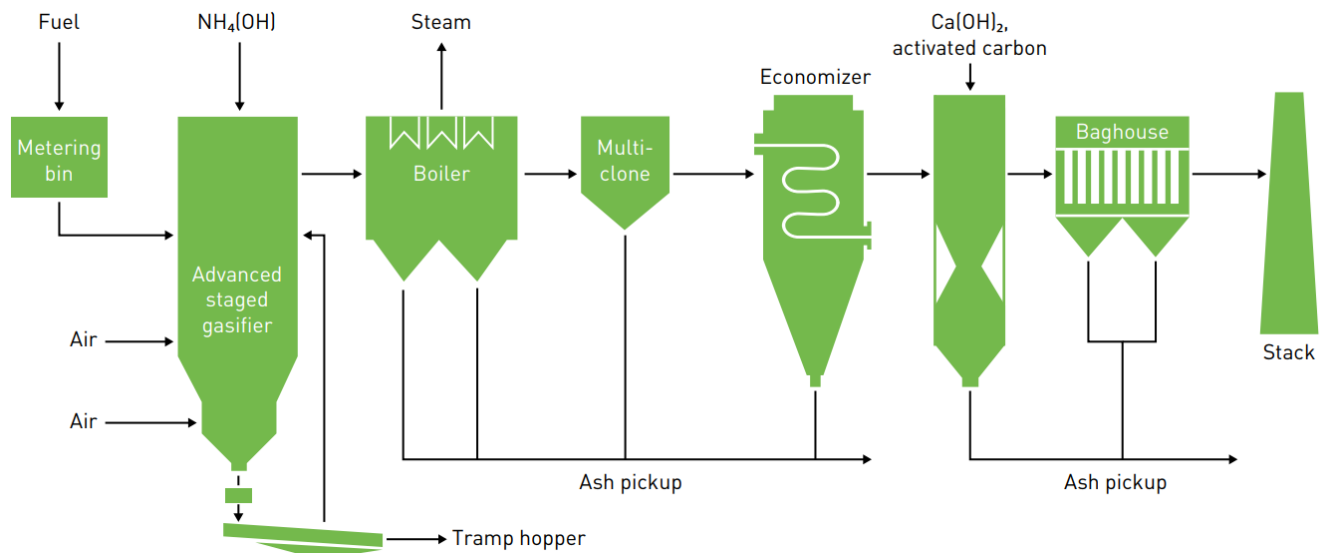 Fuel
NH₄(OH)
Steam
Ca(OH)₂,
activated carbon
Economizer
Metering
bin
Boiler
Multi-
clone
Baghouse
Advanced
staged
gasifier
Air
Air
Stack
Ash pickup
Ash pickup
Tramp hopper